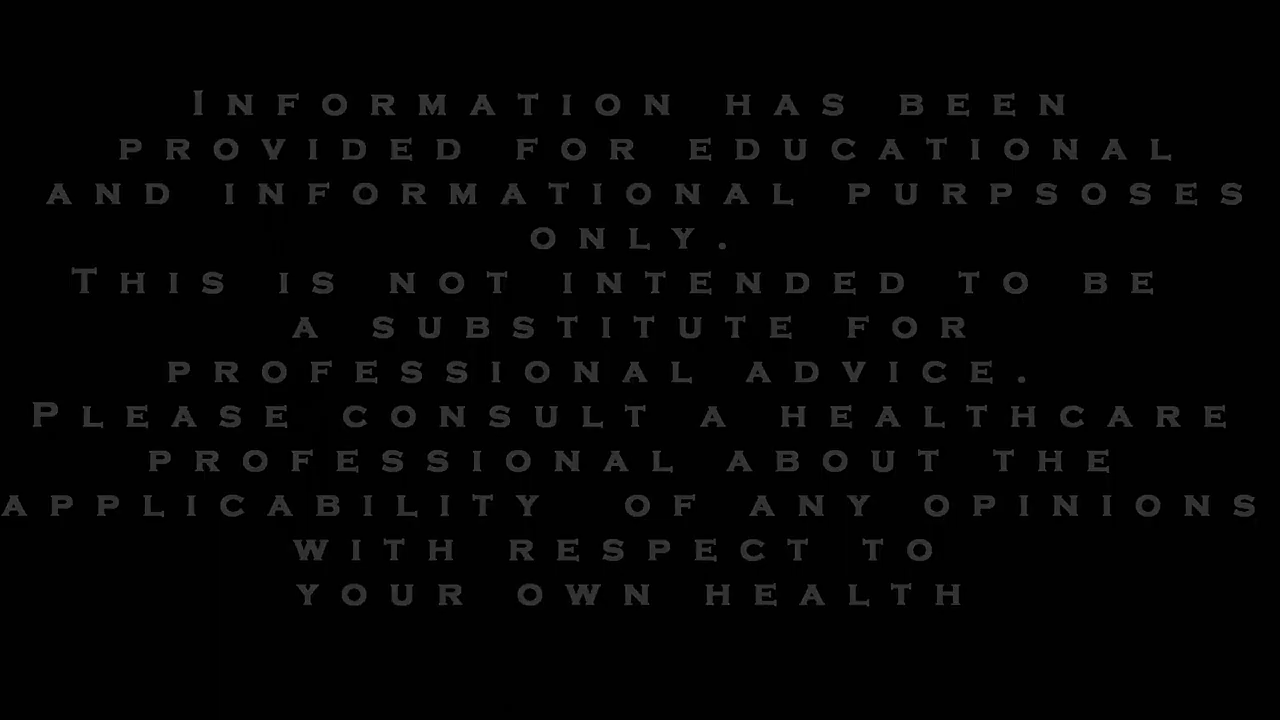 Information has been
provided for educational
and informational purpsoses
only.
This is not intended to be
a substitute for
professional advice.
Please consult a healthcare
professional about the
applicability of any opinions
with respect to
your own health